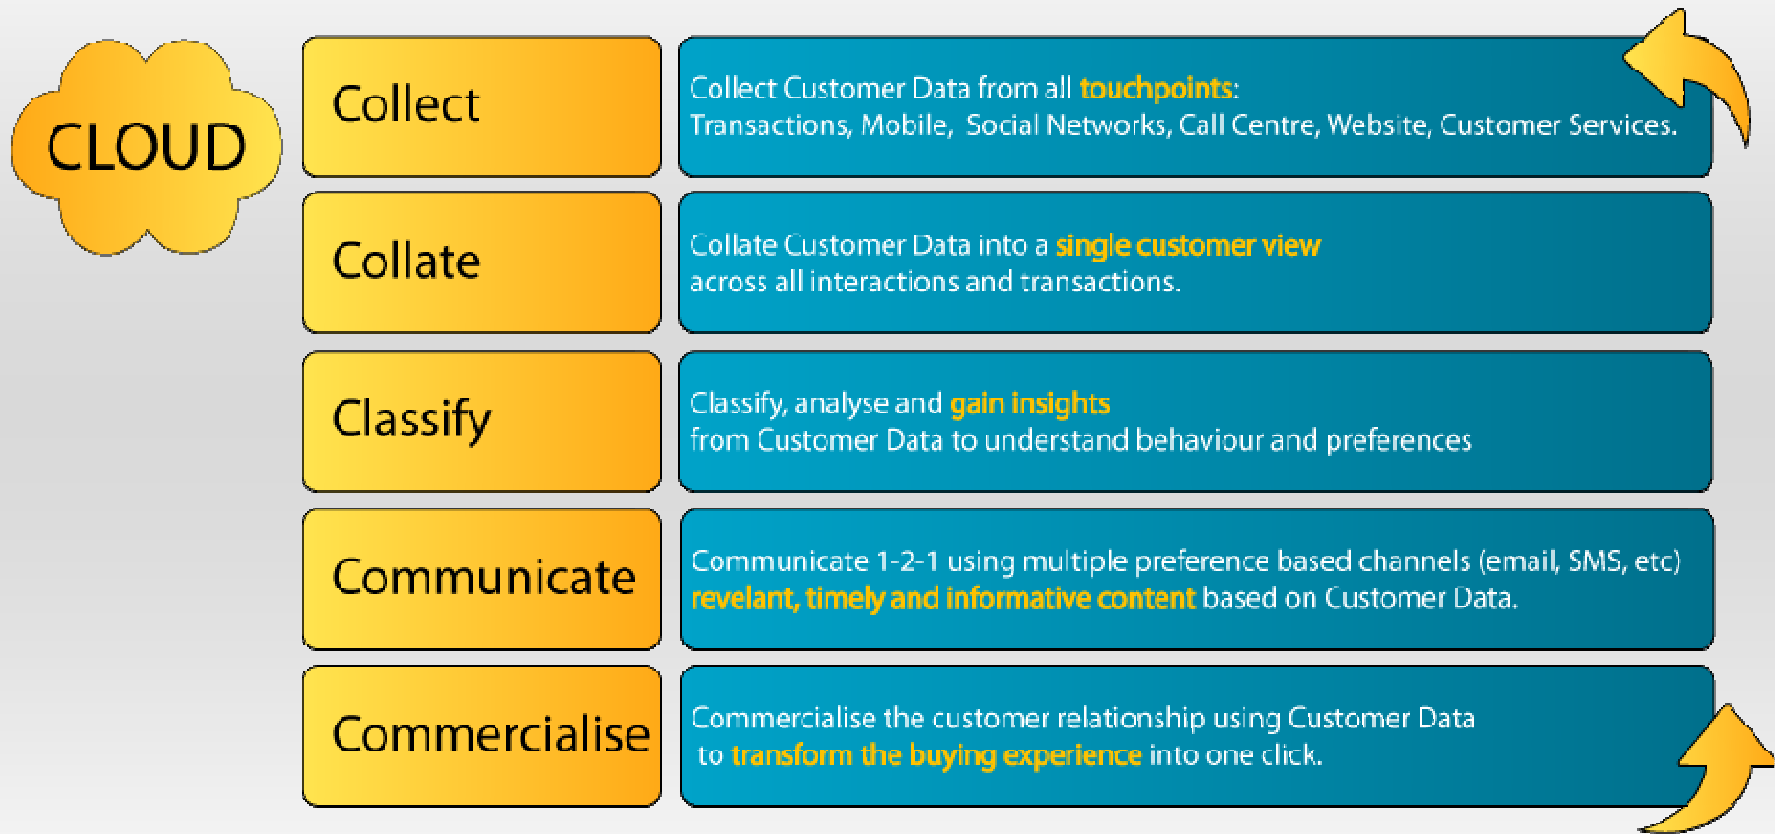 CLOUD
Collect
Collect Customer Data from all touchpoints:
Transactions, Mobile, Social Networks, Call Centre, Website, Customer Services.
Collate
Collate Customer Data into a single customer view
across all interactions and transactions.
Classify
Classify, analyse and gain insights
from Customer Data to understand behaviour and preferences
Communicate
Communicate 1-2-1 using multiple preference based channels (email, SMS, etc)
revelant, timely and informative content based on Customer Data.
Commercialise
Commercialise the customer relationship using Customer Data
to transform the buying experience into one click.